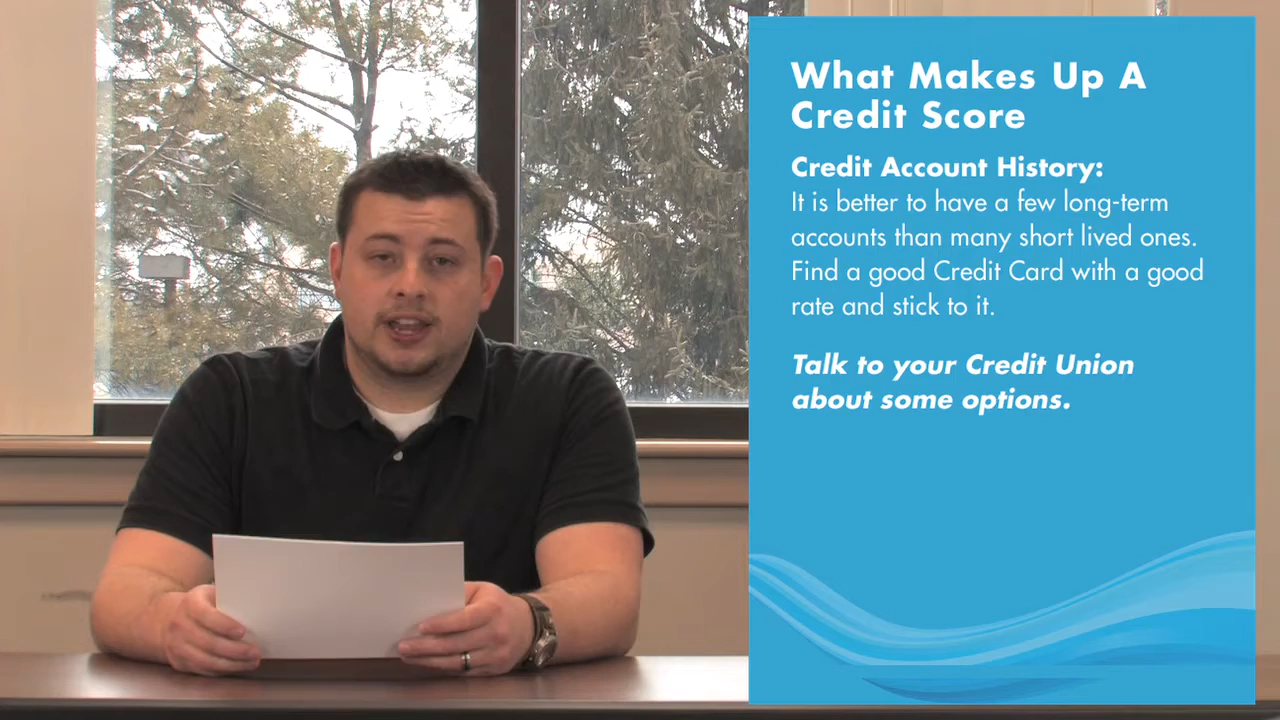 What Makes Up A
Credit Score
Credit Account History:
It is better to have a few long-term
accounts than many short lived ones.
Find a good Credit Card with a good
rate and stick to it.
Talk to your Credit Union
about some options.